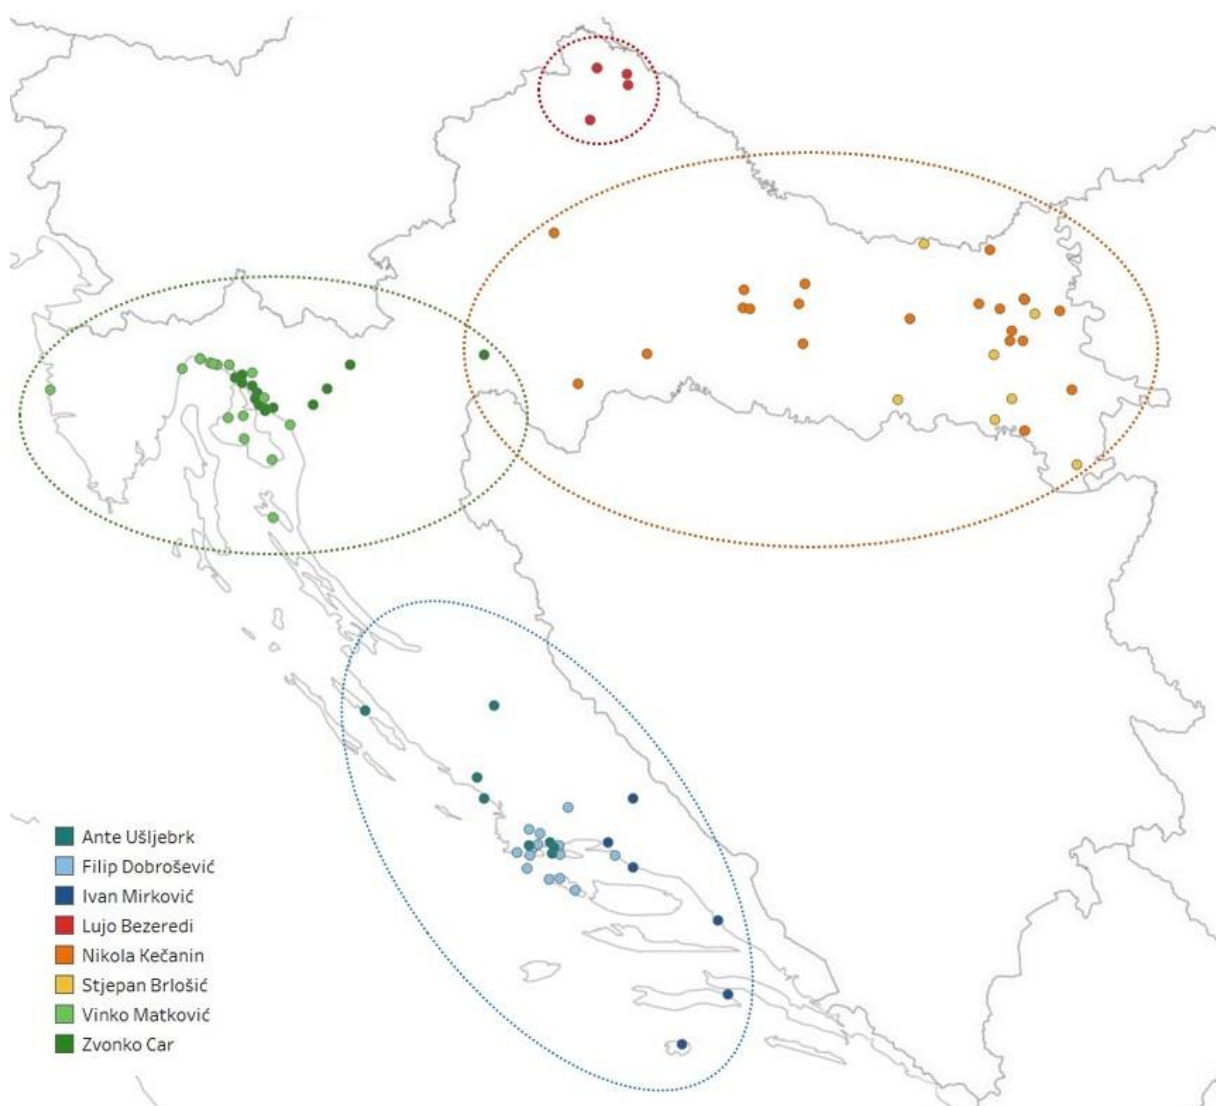 Ante Ušljebrk
Filip Dobrošević
Ivan Mirković
Lujo Bezeredi
Nikola Kečanin
Stjepan Brlošić
Vinko Matković
Zvonko Car